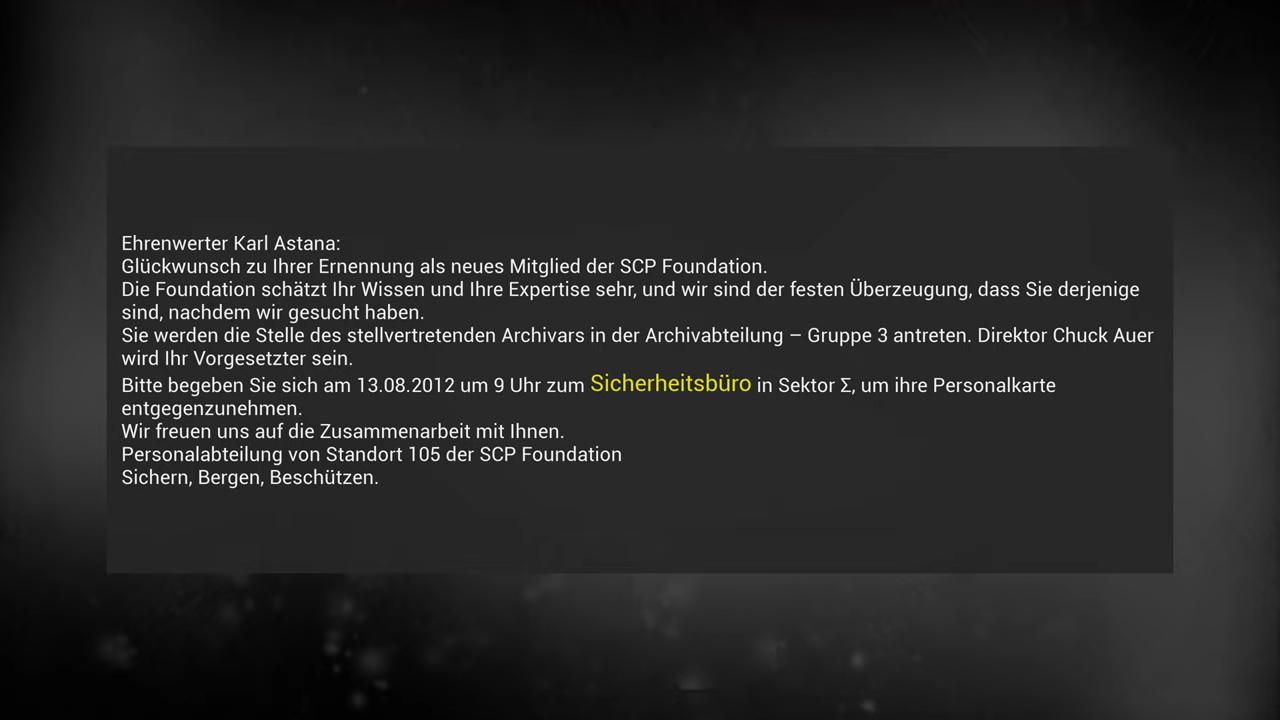 Ehrenwerter Karl Astana:
Glückwunsch zu Ihrer Ernennung als neues Mitglied der SCP Foundation.
Die Foundation schätzt Ihr Wissen und Ihre Expertise sehr, und wir sind der festen Überzeugung, dass Sie derjenige
sind, nachdem wir gesucht haben.
Sie werden die Stelle des stellvertretenden Archivars in der Archivabteilung – Gruppe 3 antreten. Direktor Chuck Auer
wird Ihr Vorgesetzter sein.
Bitte begeben Sie sich am 13.08.2012 um 9 Uhr zum Sicherheitsbüro in Sektor Σ, um ihre Personalkarte
entgegenzunehmen.
Wir freuen uns auf die Zusammenarbeit mit Ihnen.
Personalabteilung von Standort 105 der SCP Foundation
Sichern, Bergen, Beschützen.